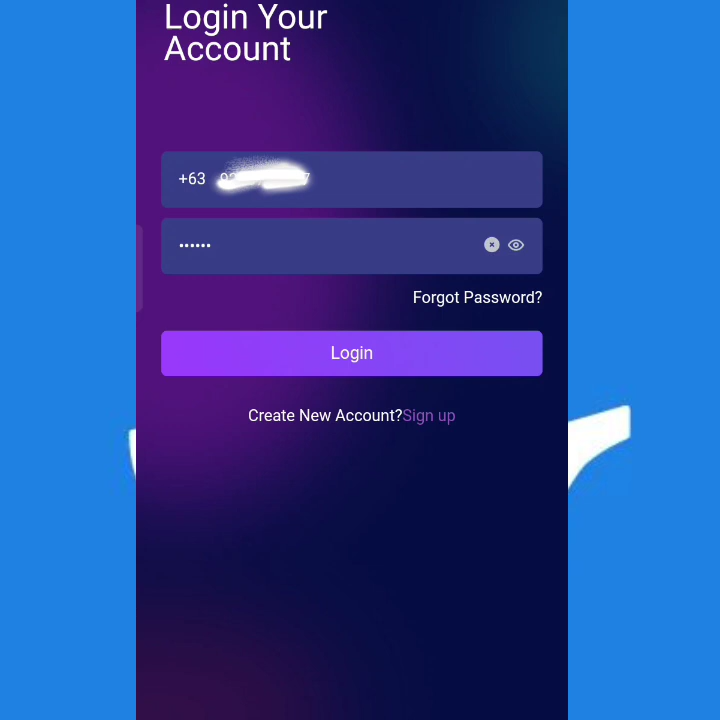 Login Your
Account
+63
••••••
Forgot Password?
Login
Create New Account?Sign up